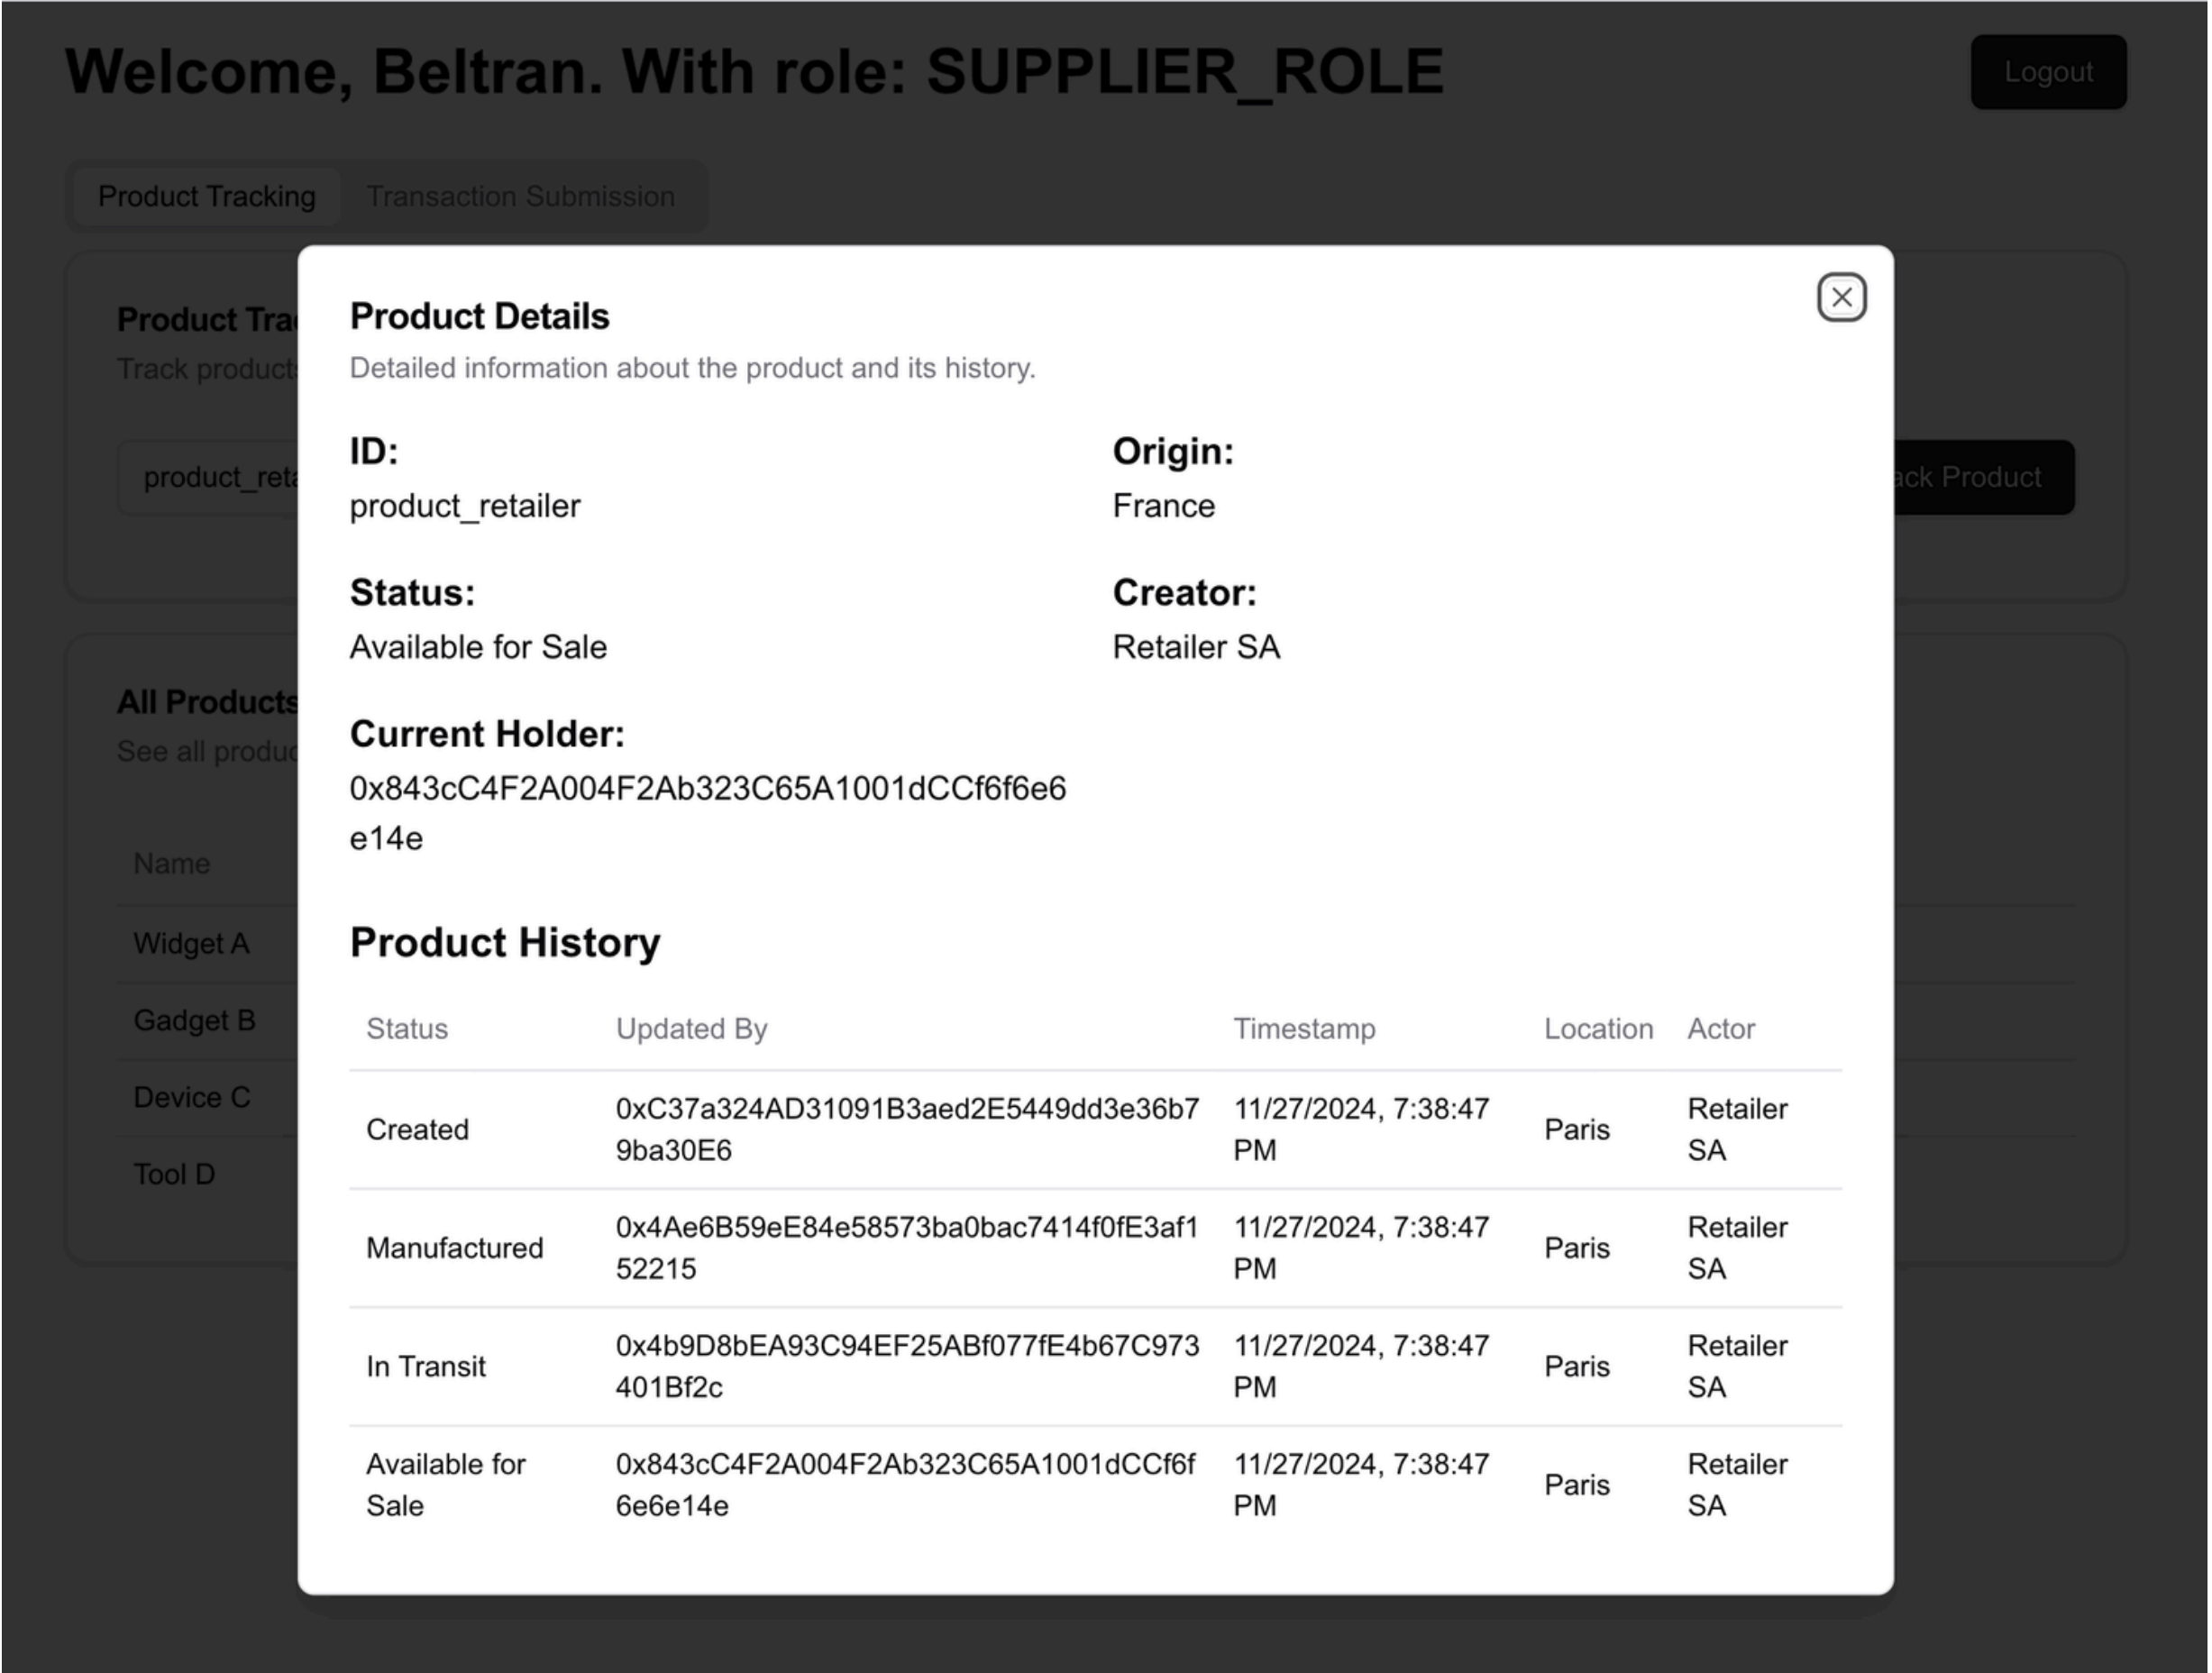 Welcome, Beltran. With role: SUPPLIER_ROLE
Logout
Product Tracking
Transaction Submission
Product Details
Detailed information about the product and its history.
ID:
product_retailer
Origin:
France
Status:
Available for Sale
Creator:
Retailer SA
Current Holder:
0x843cC4F2A004F2Ab323C65A1001dCCf6f6e6
e14e
Product History
Status Updated By Timestamp Location Actor
Created
0xC37a324AD31091B3aed2E5449dd3e36b7
9ba30E6
11/27/2024, 7:38:47
PM
Paris
Retailer
SA
Manufactured
0x4Ae6B59eE84e58573ba0bac7414f0fE3af1
52215
11/27/2024, 7:38:47
PM
Paris
Retailer
SA
In Transit
0x4b9D8bEA93C94EF25ABf077fE4b67C973
401Bf2c
11/27/2024, 7:38:47
PM
Paris
Retailer
SA
Available for
Sale
0x843cC4F2A004F2Ab323C65A1001dCCf6f
6e6e14e
11/27/2024, 7:38:47
PM
Paris
Retailer
SA
Product
Track
Product
All Products
See all
Name
Widget A
Gadget B
Device C
Tool D